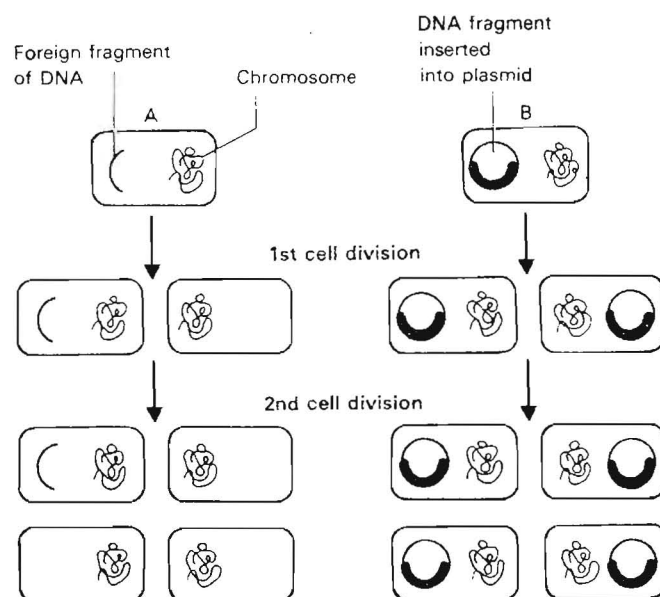 Foreign fragment
of DNA
Chromosome
A
DNA fragment
inserted
into plasmid
B
1st cell division
2nd cell division